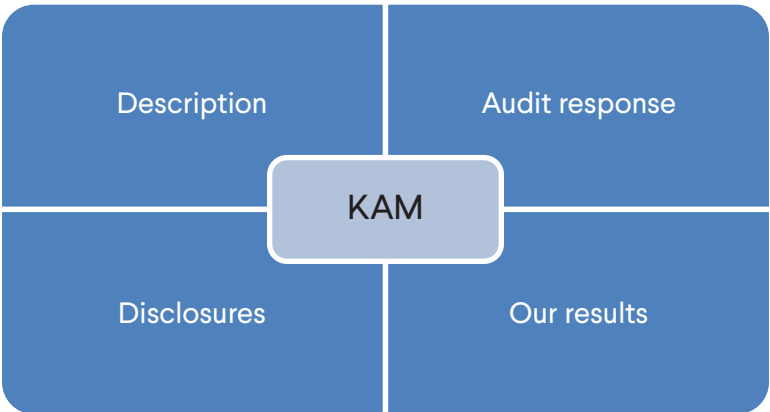 Description
Audit response
KAM
Disclosures
Our results